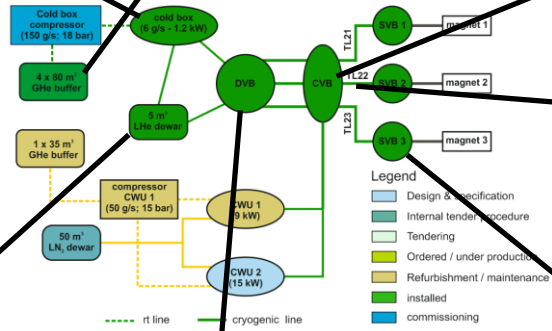 Cold box
compressor
(150 g/s; 18 bar)
cold box
(6 g/s - 1.2 kW)
4 x 80 m³
GHe buffer
5 m³
LHe dewar
DVB
CVB
TL21
TL22
TL23
SVB 1
SVB 2
SVB 3
magnet 1
magnet 2
magnet 3
1 x 35 m³
GHe buffer
compressor
CWU 1
(50 g/s; 15 bar)
50 m³
LN₂ dewar
CWU 1
9 kW)
CWU 2
(15 kW)
Legend
Design & specification
Internal tender procedure
Tendering
Ordered / under production
Refurbishment / maintenance
installed
commissioning
rt line
cryogenic line